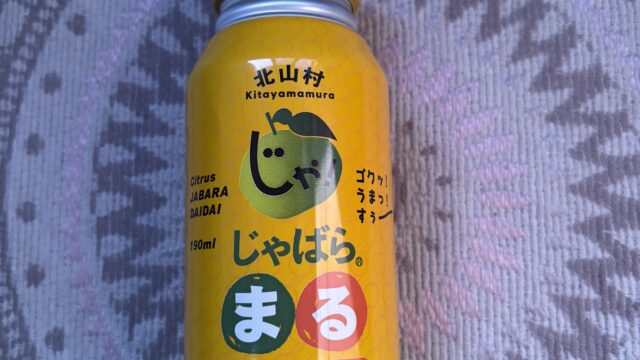 北山村
Kitayamamura
じゃ!
Citrus
JABARA
DAIDAI
ゴクッ!
うまっ!
すぅー
190ml
じゃばら®
まる